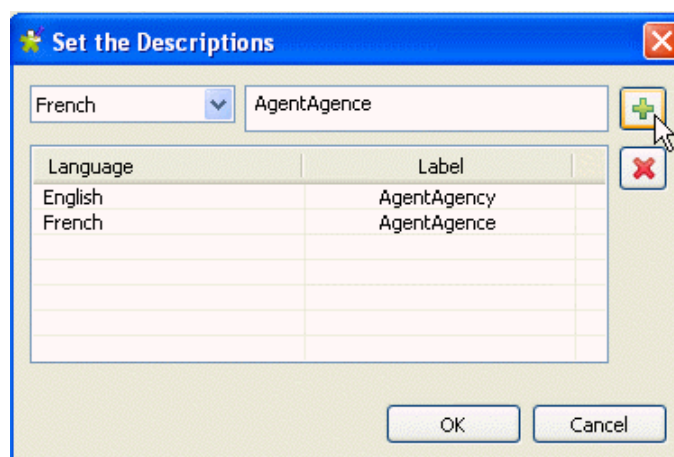 Set the Descriptions
French AgentAgence
Language Label
English AgentAgency
French AgentAgence
OK Cancel